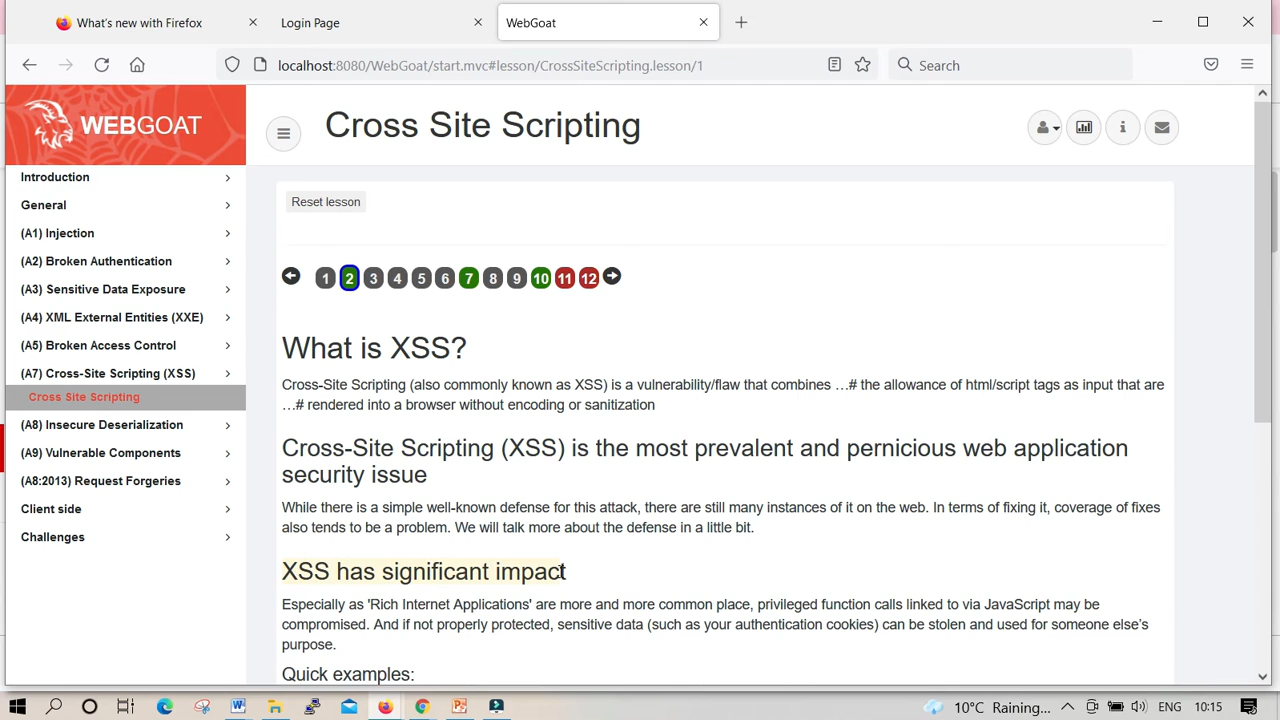 What's new with Firefox
Login Page
WebGoat
localhost:8080/WebGoat/start.mvc#lesson/CrossSiteScripting.lesson/1
Search
WEBGOAT
Cross Site Scripting
Introduction
General
(A1) Injection
(A2) Broken Authentication
(A3) Sensitive Data Exposure
(A4) XML External Entities (XXE)
(A5) Broken Access Control
(A7) Cross-Site Scripting (XSS)
Cross Site Scripting
(A8) Insecure Deserialization
(A9) Vulnerable Components
(A8:2013) Request Forgeries
Client side
Challenges
Reset lesson
1 2 3 4 5 6 7 8 9 10 11 12
What is XSS?
Cross-Site Scripting (also commonly known as XSS) is a vulnerability/flaw that combines …# the allowance of html/script tags as input that are
…# rendered into a browser without encoding or sanitization
Cross-Site Scripting (XSS) is the most prevalent and pernicious web application
security issue
While there is a simple well-known defense for this attack, there are still many instances of it on the web. In terms of fixing it, coverage of fixes
also tends to be a problem. We will talk more about the defense in a little bit.
XSS has significant impact
Especially as 'Rich Internet Applications' are more and more common place, privileged function calls linked to via JavaScript may be
compromised. And if not properly protected, sensitive data (such as your authentication cookies) can be stolen and used for someone else's
purpose.
Quick examples:
10°C Raining... ENG 10:15